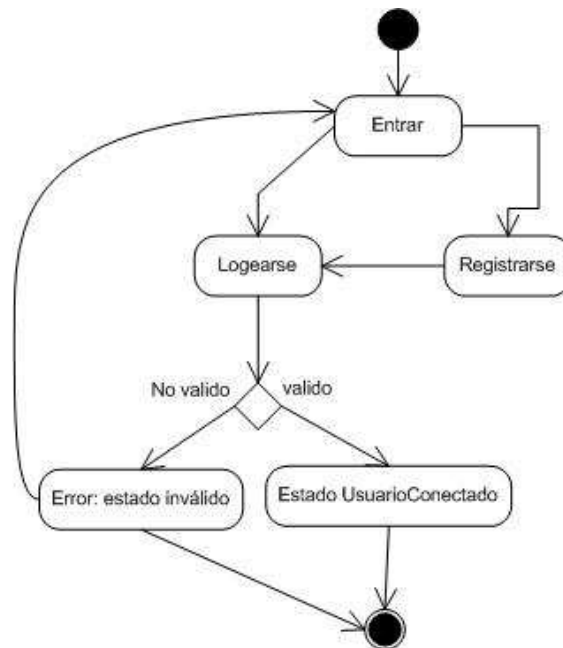 Entrar
Logearse
Registrarse
No valido
valido
Error: estado inválido
Estado UsuarioConectado